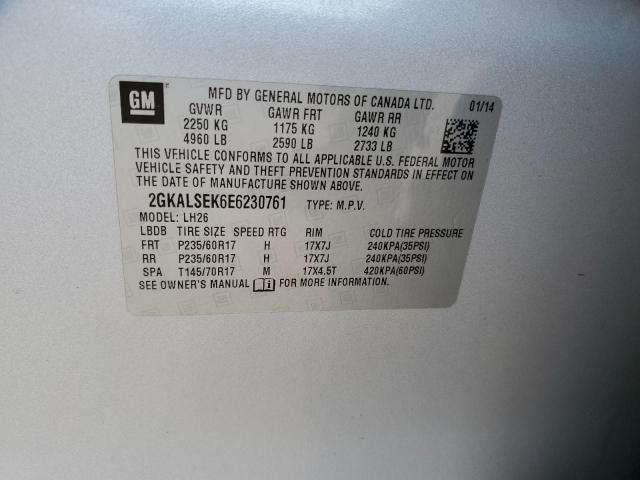 GM
MFD BY GENERAL MOTORS OF CANADA LTD. 01/14
GVWR GAWR FRT GAWR RR
2250 KG 1175 KG 1240 KG
4960 LB 2590 LB 2733 LB
THIS VEHICLE CONFORMS TO ALL APPLICABLE U.S. FEDERAL MOTOR
VEHICLE SAFETY AND THEFT PREVENTION STANDARDS IN EFFECT ON
THE DATE OF MANUFACTURE SHOWN ABOVE.
2GKALSEK6E6230761 TYPE: M.P.V.
MODEL: LH26
LBDB TIRE SIZE SPEED RTG RIM COLD TIRE PRESSURE
FRT P235/60R17 H 17X7J 240KPA(35PSI)
RR P235/60R17 H 17X7J 240KPA(35PSI)
SPA T145/70R17 M 17X4.5T 420KPA(60PSI)
SEE OWNER'S MANUAL FOR MORE INFORMATION.